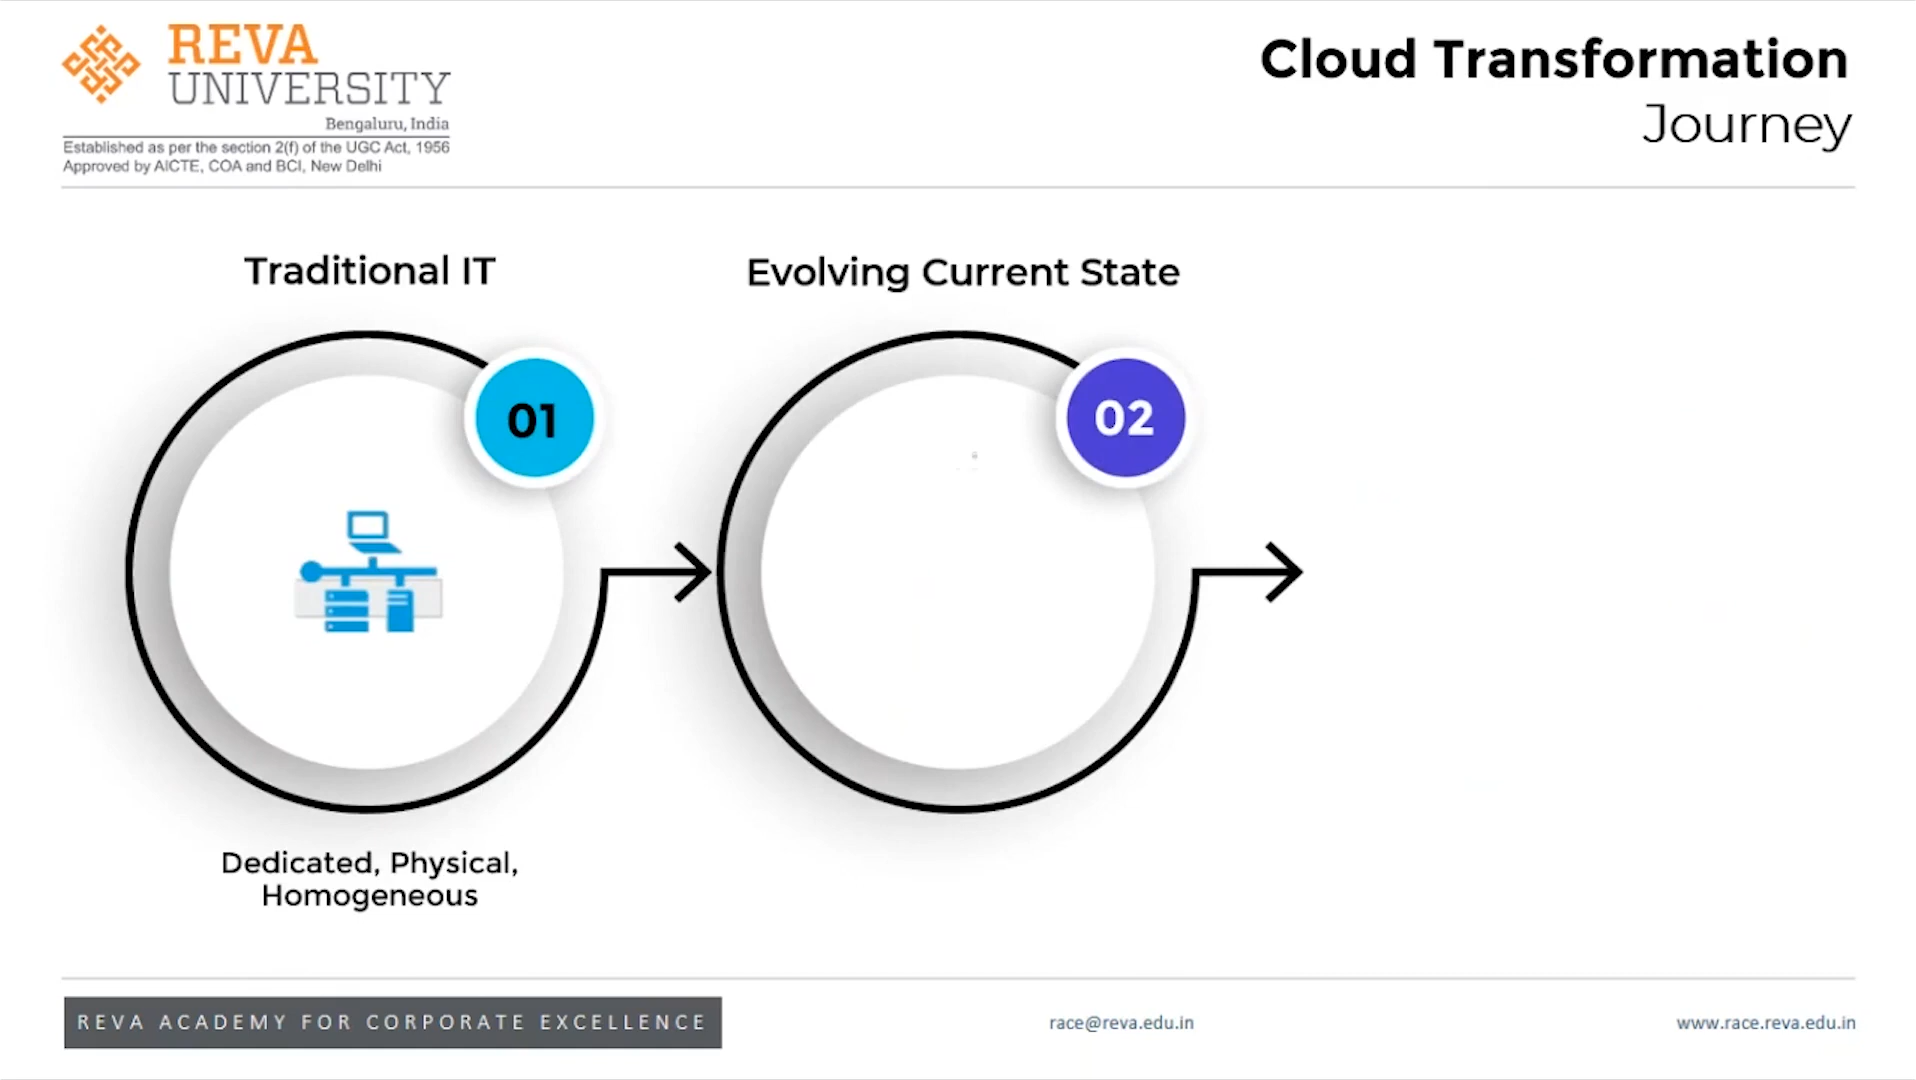 REVA
UNIVERSITY
Bengaluru, India
Established as per the section 2(f) of the UGC Act, 1956
Approved by AICTE, COA and BCI, New Delhi
Cloud Transformation
Journey
Traditional IT
01
Dedicated, Physical,
Homogeneous
Evolving Current State
02
REVA ACADEMY FOR CORPORATE EXCELLENCE
race@reva.edu.in
www.race.reva.edu.in